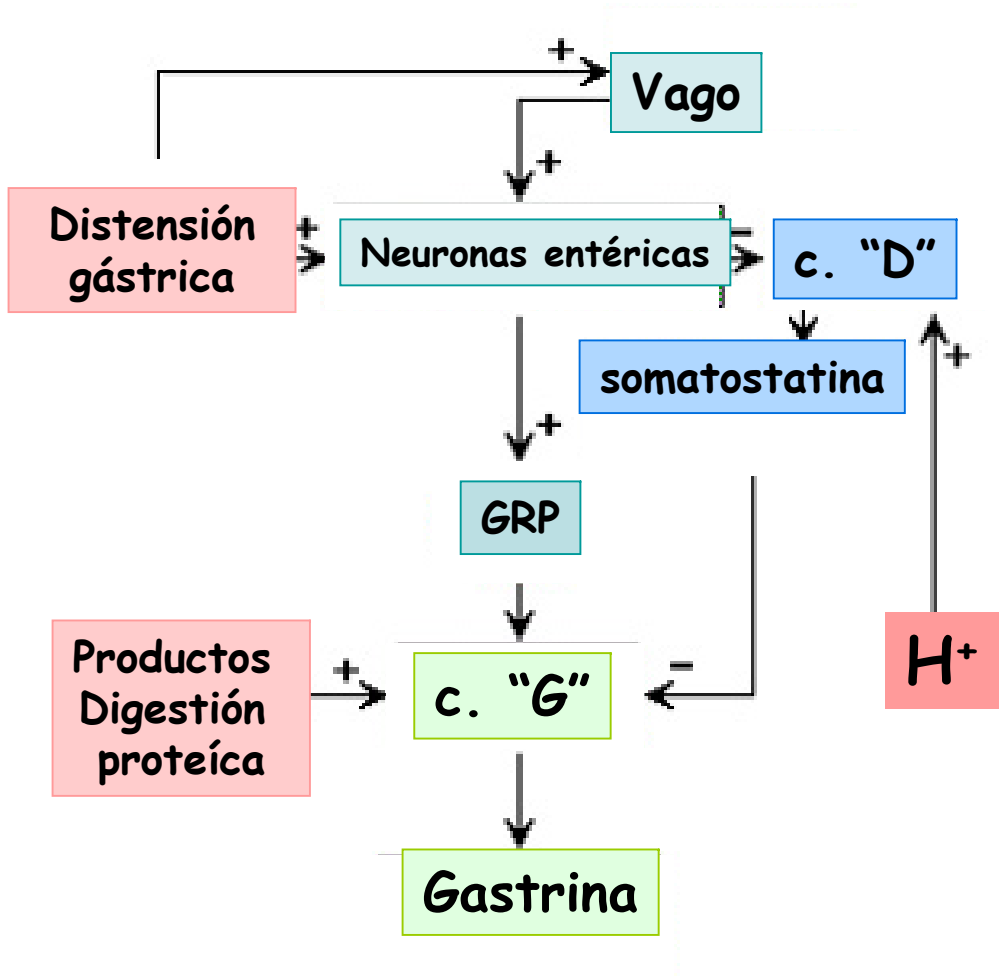 +
Vago
+
Distensión
gástrica
+
Neuronas entéricas
-
c. “D”
somatostatina
+
+
GRP
Productos
Digestión
proteíca
+
c. “G”
-
H+
Gastrina